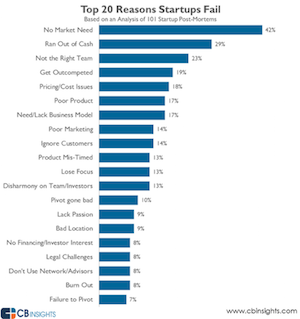 Top 20 Reasons Startups Fail
Based on an Analysis of 101 Startup Post-Mortems
No Market Need 42%
Ran Out of Cash 29%
Not the Right Team 23%
Get Outcompeted 19%
Pricing/Cost Issues 18%
Poor Product 17%
Need/Lack Business Model 17%
Poor Marketing 14%
Ignore Customers 14%
Product Mis-Timed 13%
Lose Focus 13%
Disharmony on Team/Investors 13%
Pivot gone bad 10%
Lack Passion 9%
Bad Location 9%
No Financing/Investor Interest 8%
Legal Challenges 8%
Don't Use Network/Advisors 8%
Burn Out 8%
Failure to Pivot 7%
CBINSIGHTS www.cbinsights.com